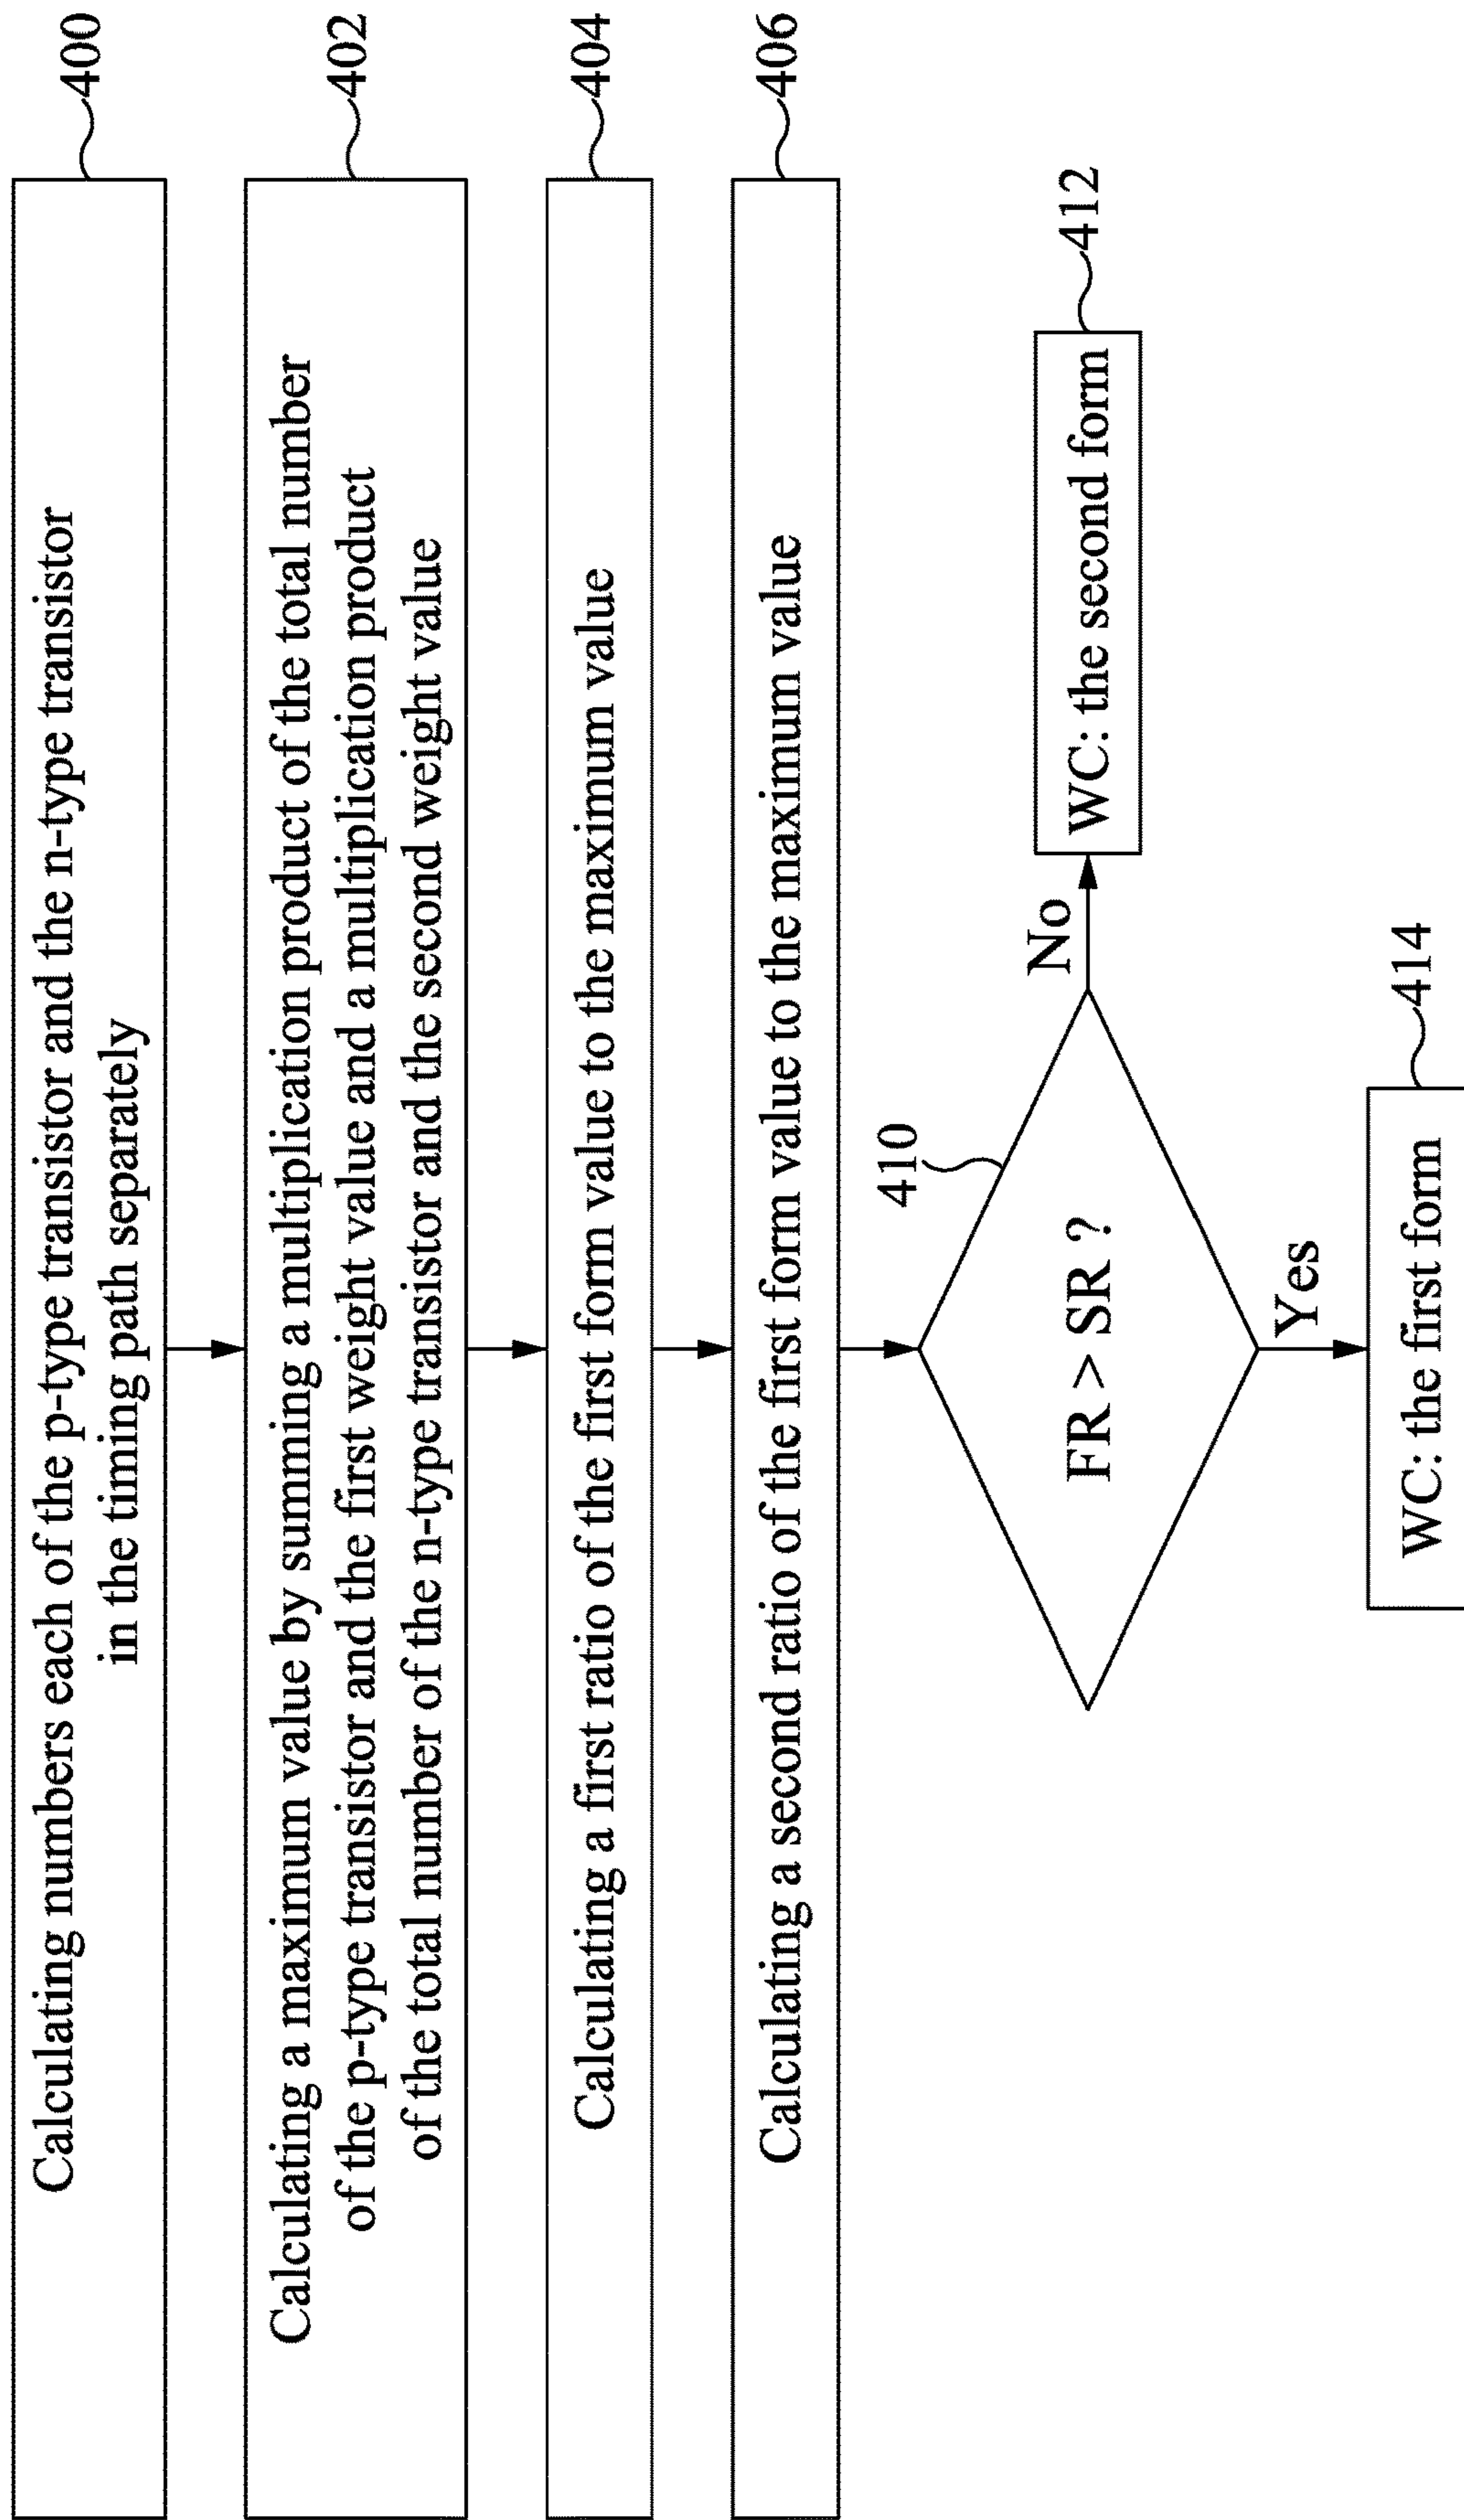 Calculating numbers each of the p-type transistor and the n-type transistor
in the timing path separately
400
Calculating a maximum value by summing a multiplication product of the total number
of the p-type transistor and the first weight value and a multiplication product
of the total number of the n-type transistor and the second weight value
402
Calculating a first ratio of the first form value to the maximum value
404
Calculating a second ratio of the first form value to the maximum value
406
410
FR > SR ?
No
WC: the second form
412
Yes
WC: the first form
414